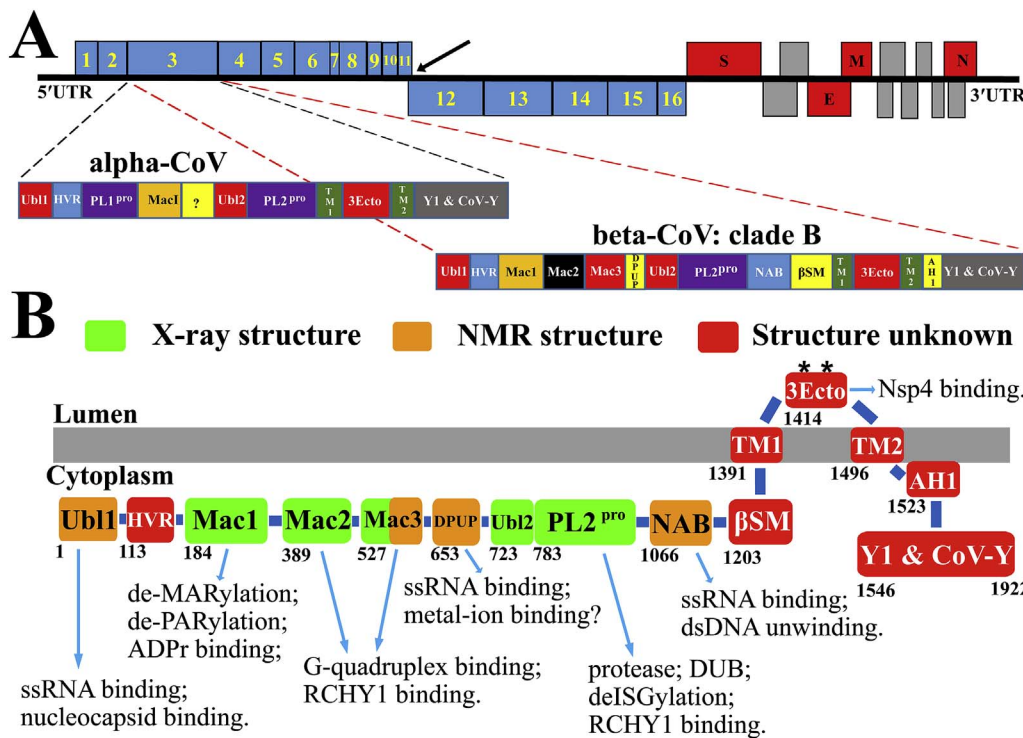 A
1 2 3 4 5 6 7 8 9 10 11
S M N
5'UTR
12 13 14 15 16
E
3'UTR
alpha-CoV
Ubl1 HVR PL1pro MacI ? Ubl2 PL2pro TM1 3Ecto TM2 Y1 & CoV-Y
beta-CoV: clade B
Ubl1 HVR Mac1 Mac2 Mac3 DPUP Ubl2 PL2pro NAB βSM TM1 3Ecto TM2 AH1 Y1 & CoV-Y
B
X-ray structure NMR structure Structure unknown
* *
3Ecto Nsp4 binding.
1414
Lumen
TM1 TM2
1391 1496
Cytoplasm
AH1
1523
Ubl1 HVR Mac1 Mac2 Mac3 DPUP Ubl2 PL2pro NAB βSM
1 113 184 389 527 653 723 783 1066 1203
Y1 & CoV-Y
1546 1922
de-MARylation;
de-PARylation;
ADPr binding;
ssRNA binding;
metal-ion binding?
ssRNA binding;
dsDNA unwinding.
G-quadruplex binding;
RCHY1 binding.
protease; DUB;
deISGylation;
RCHY1 binding.
ssRNA binding;
nucleocapsid binding.